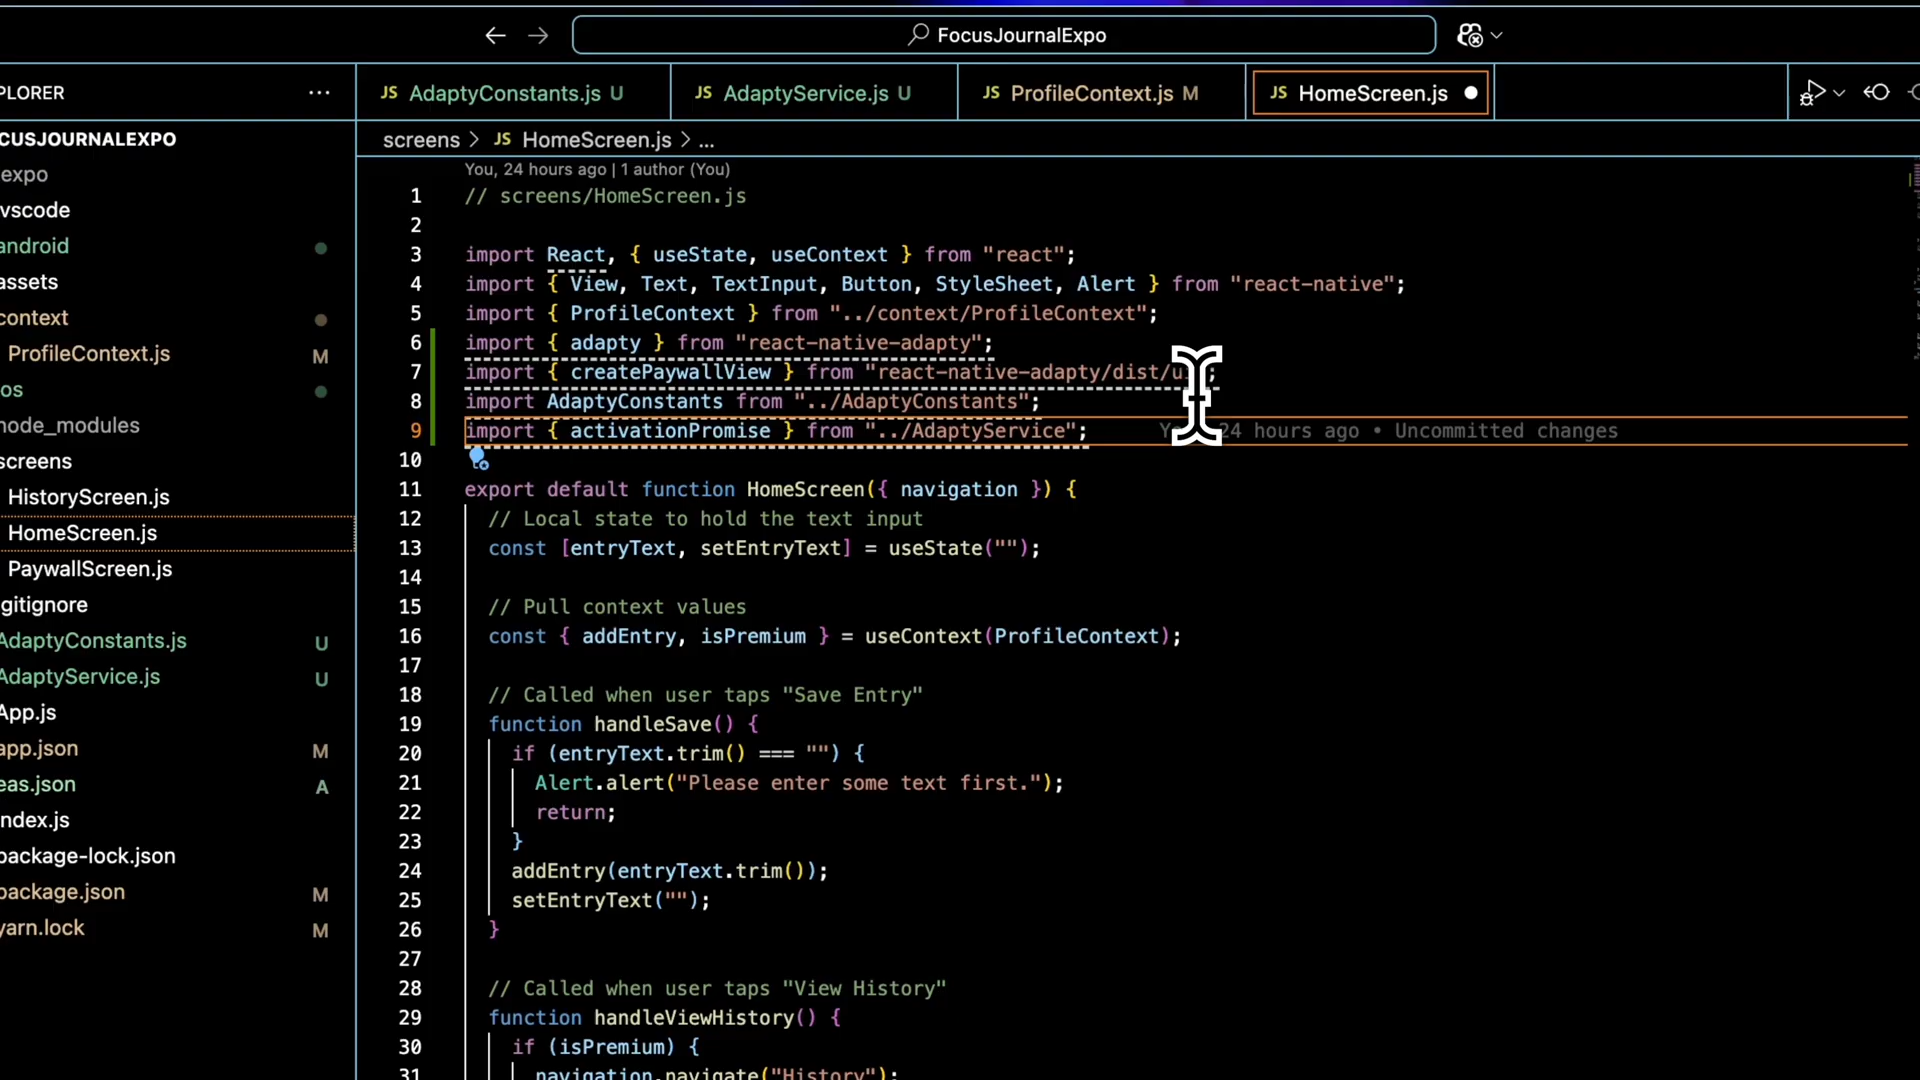 FocusJournalExpo
PLORER
JS AdaptyConstants.js U
JS AdaptyService.js U
JS ProfileContext.js M
JS HomeScreen.js
CUSJOURNALEXPO
expo
vscode
android
assets
context
ProfileContext.js M
os
node_modules
screens
HistoryScreen.js
HomeScreen.js
PaywallScreen.js
gitignore
AdaptyConstants.js U
AdaptyService.js U
App.js
app.json M
eas.json A
ndex.js
package-lock.json
package.json M
yarn.lock M
screens > JS HomeScreen.js > ...
You, 24 hours ago | 1 author (You)
1 // screens/HomeScreen.js
2
3 import React, { useState, useContext } from "react";
4 import { View, Text, TextInput, Button, StyleSheet, Alert } from "react-native";
5 import { ProfileContext } from "../context/ProfileContext";
6 import { adapty } from "react-native-adapty";
7 import { createPaywallView } from "react-native-adapty/dist/u ;
8 import AdaptyConstants from "../AdaptyConstants";
9 import { activationPromise } from "../AdaptyService"; 24 hours ago • Uncommitted changes
10
11 export default function HomeScreen({ navigation }) {
12 // Local state to hold the text input
13 const [entryText, setEntryText] = useState("");
14
15 // Pull context values
16 const { addEntry, isPremium } = useContext(ProfileContext);
17
18 // Called when user taps "Save Entry"
19 function handleSave() {
20 if (entryText.trim() === "") {
21 Alert.alert("Please enter some text first.");
22 return;
23 }
24 addEntry(entryText.trim());
25 setEntryText("");
26 }
27
28 // Called when user taps "View History"
29 function handleViewHistory() {
30 if (isPremium) {
31 navigation.navigate("History");